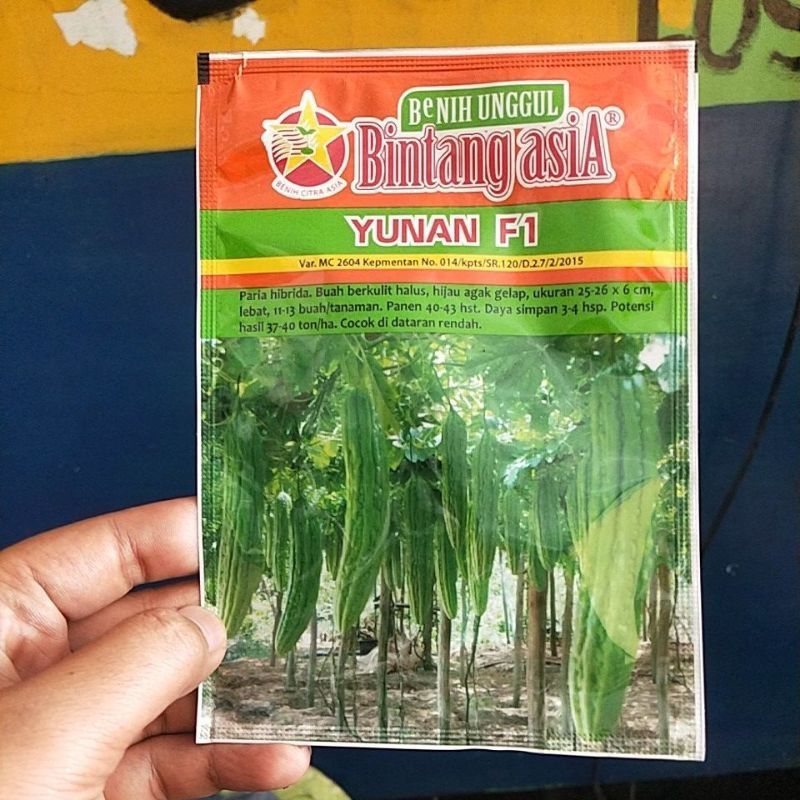 BeNIH UNGGUL
Bintang asiA®
BENIH CITRA ASIA
YUNAN F1
Var. MC 2604 Kepmentan No. 014/kpts/SR.120/D.2.7/2/2015
Paria hibrida. Buah berkulit halus, hijau agak gelap, ukuran 25-26 x 6 cm,
lebat, 11-13 buah/tanaman. Panen 40-43 hst. Daya simpan 3-4 hsp. Potensi
hasil 37-40 ton/ha. Cocok di dataran rendah.